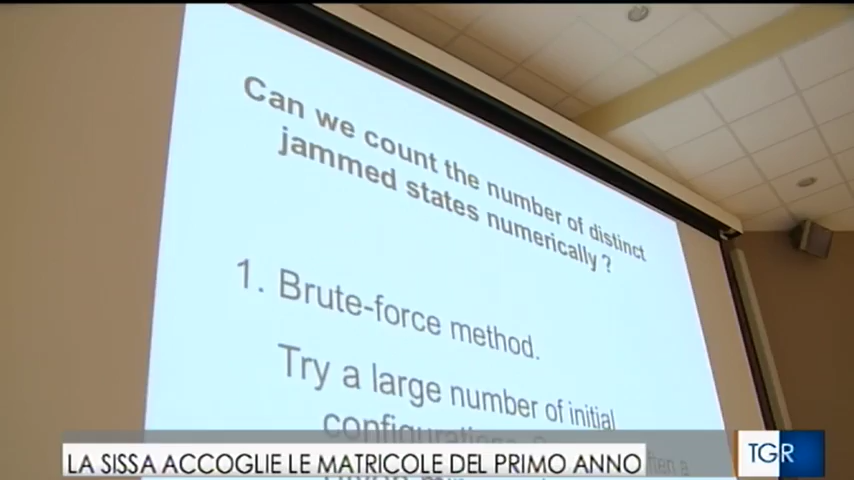 Can we count the number of distinct
jammed states numerically ?
1. Brute-force method.
Try a large number of initial
configurations
LA SISSA ACCOGLIE LE MATRICOLE DEL PRIMO ANNO
TGR